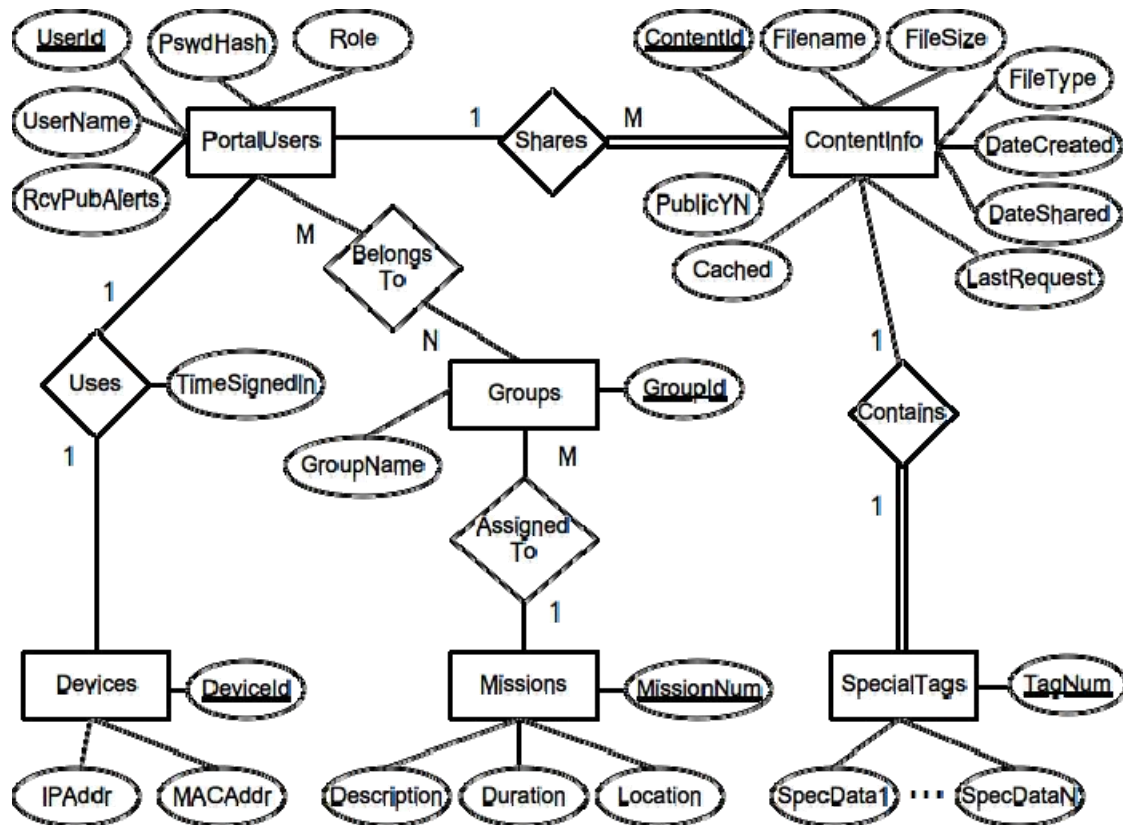 UserId
PswdHash
Role
UserName
PortalUsers
RcvPubAlerts
1
Shares
M
ContentId
Filename
FileSize
FileType
ContentInfo
DateCreated
PublicYN
DateShared
Cached
LastRequest
M
Belongs
To
N
1
Uses
TimeSignedIn
1
Groups
GroupId
GroupName
M
Assigned
To
1
1
Contains
1
Devices
DeviceId
IPAddr
MACAddr
Missions
MissionNum
Description
Duration
Location
SpecialTags
TagNum
SpecData1
...
SpecDataN